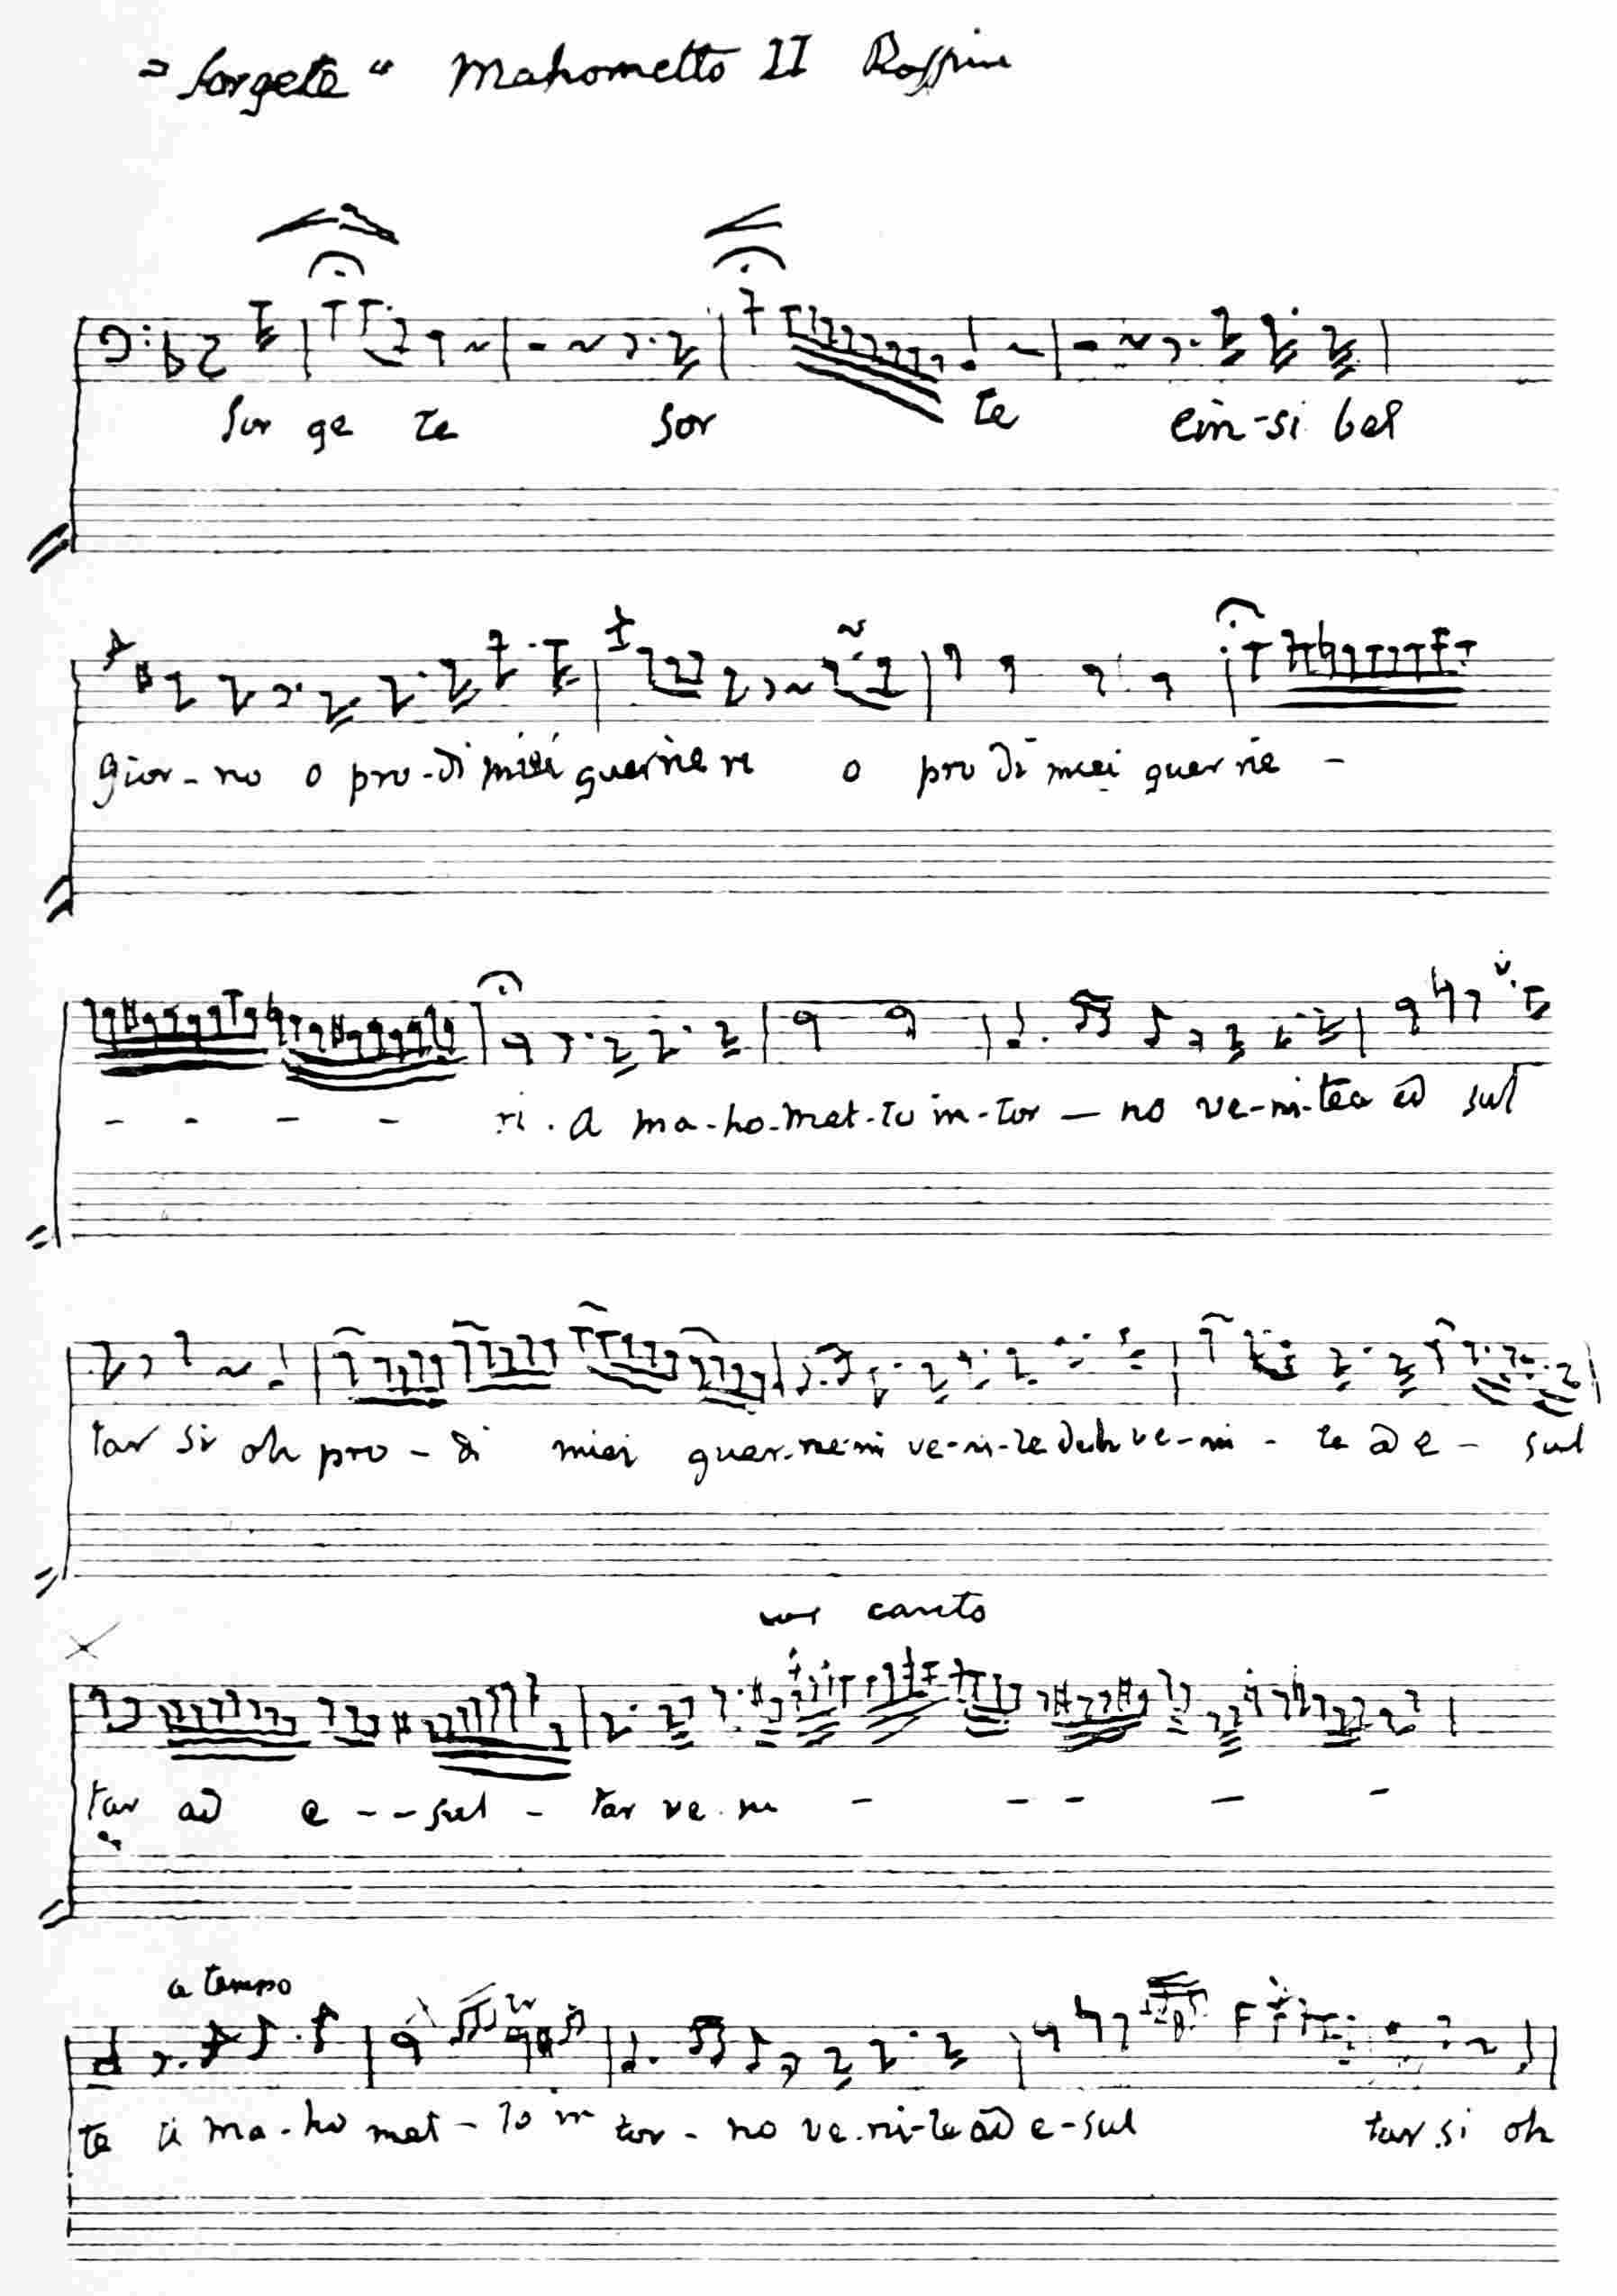 = Sorgete " Mahometto II Rossini
Sor ge te sor te ein-si bel
gior-no o pro-di miei guerrie ri o pro di miei guer rie -
- - - - ri. A ma-ho-met-to in-tor - no ve-ni-tea ad sul
tar si oh pro - di miei guer-rie-ri ve-ni-te deh ve-ni - te ad e - sul
canto
tar ad e - - sul - tar ve ni - - - - -
a tempo
te a ma-ho met - to in tor - no ve-ni-te ad e-sul tar si oh